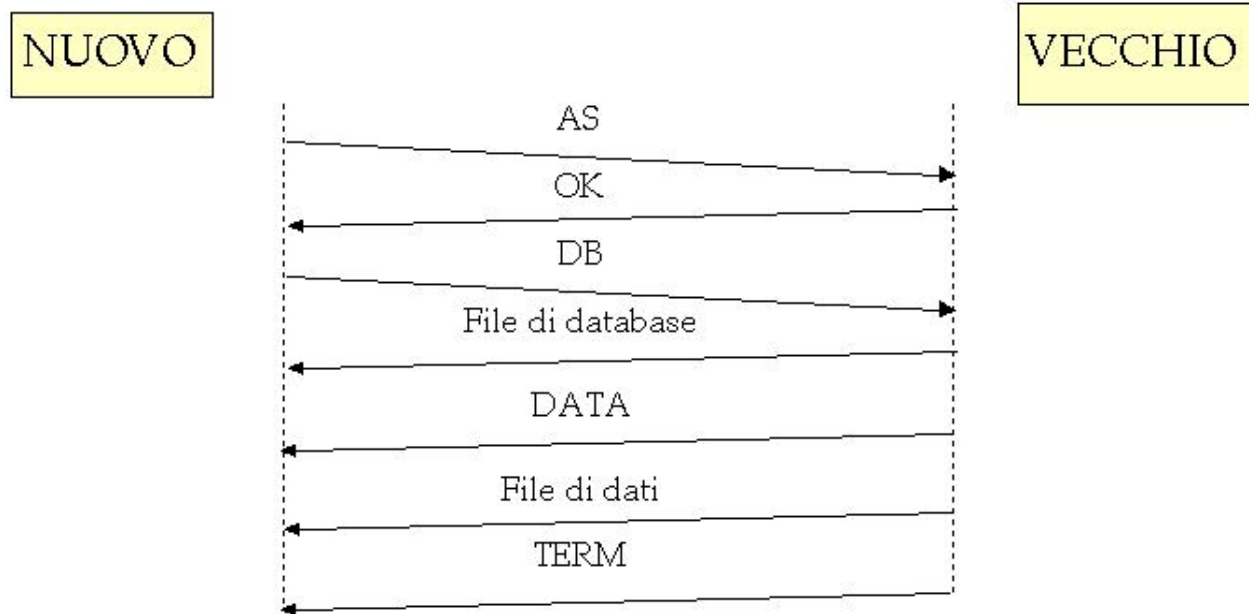 NUOVO
VECCHIO
AS
OK
DB
File di database
DATA
File di dati
TERM